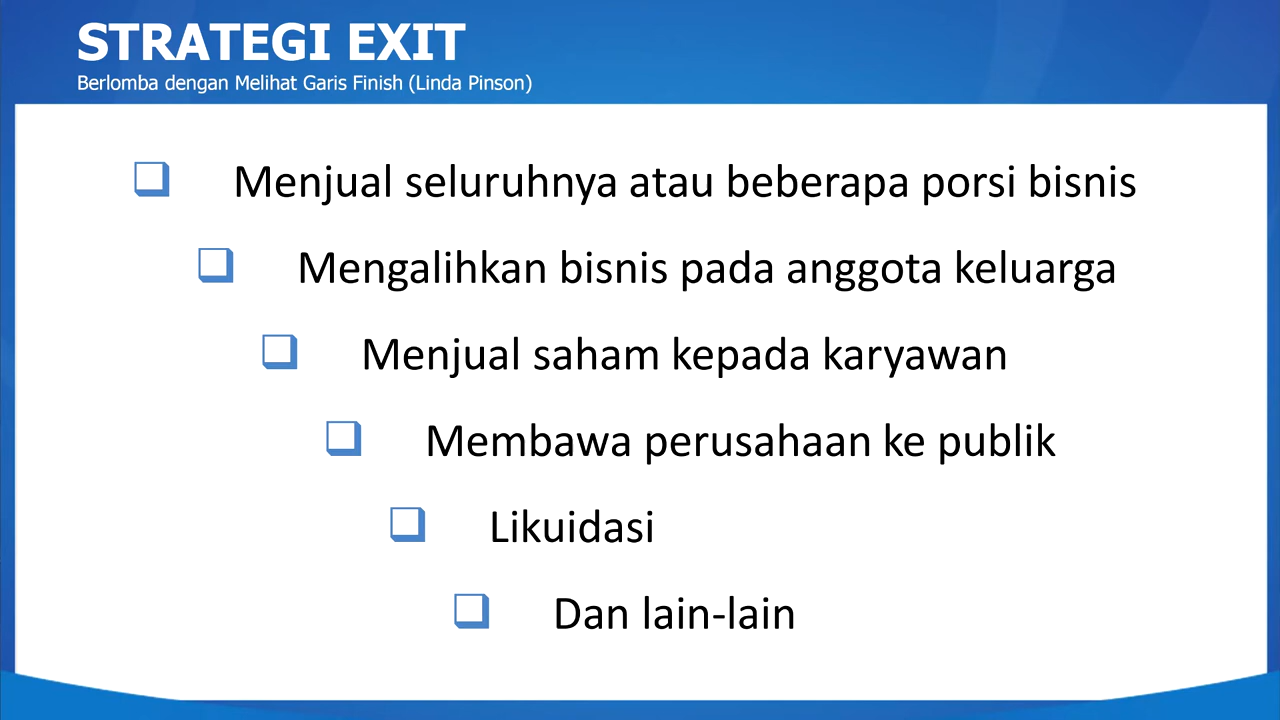 STRATEGI EXIT
Berlomba dengan Melihat Garis Finish (Linda Pinson)
Menjual seluruhnya atau beberapa porsi bisnis
Mengalihkan bisnis pada anggota keluarga
Menjual saham kepada karyawan
Membawa perusahaan ke publik
Likuidasi
Dan lain-lain